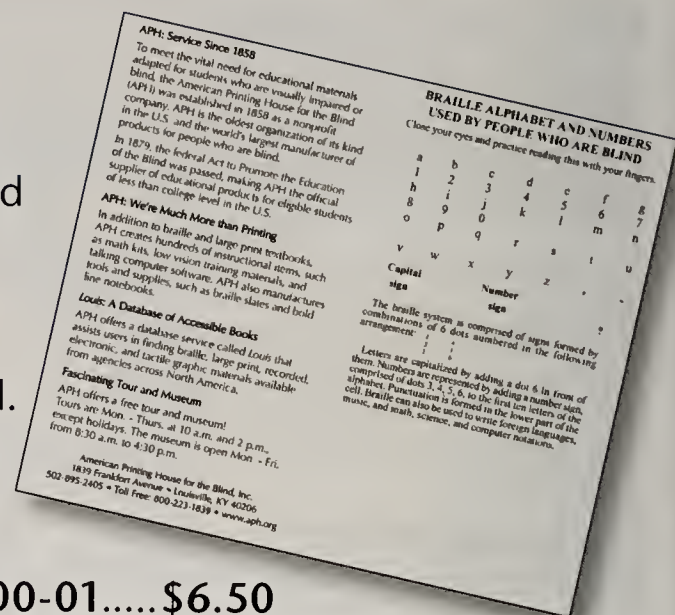 APH: Service Since 1858
To meet the vital need for educational materials
adapted for students who are visually impaired or
blind, the American Printing House for the Blind
(APH) was established in 1858 as a nonprofit
company. APH is the oldest organization of its kind
in the U.S. and the world's largest manufacturer of
products for people who are blind.
In 1879, the federal Act to Promote the Education
of the Blind was passed, making APH the official
supplier of educational products for eligible students
of less than college level in the U.S.
APH: We're Much More than Printing
In addition to braille and large print textbooks,
APH creates hundreds of instructional items, such
as math kits, low vision training materials, and
talking computer software. APH also manufactures
tools and supplies, such as braille slates and bold
line notebooks.
Louis: A Database of Accessible Books
APH offers a database service called Louis that
assists users in finding braille, large print, recorded,
electronic, and tactile graphic materials available
from agencies across North America.
Fascinating Tour and Museum
APH offers a free tour and museum!
Tours are Mon. - Thurs. at 10 a.m. and 2 p.m.,
except holidays. The museum is open Mon - Fri.
from 8:30 a.m. to 4:30 p.m.
American Printing House for the Blind, Inc.
1839 Frankfort Avenue • Louisville, KY 40206
502-895-2405 • Toll Free: 800-223-1839 • www.aph.org
BRAILLE ALPHABET AND NUMBERS
USED BY PEOPLE WHO ARE BLIND
Close your eyes and practice reading this with your fingers.
a b c d e f g
1 2 3 4 5 6 7
h i j k l m n
8 9 0
o p q r s t u
v w x y z , .
Capital Number ?
sign sign
The braille system is comprised of signs formed by
combinations of 6 dots numbered in the following
arrangement:
Letters are capitalized by adding a dot 6 in front of
them. Numbers are represented by adding a number sign,
comprised of dots 3, 4, 5, 6, to the first ten letters of the
alphabet. Punctuation is formed in the lower part of the
cell. Braille can also be used to write foreign languages,
music, and math, science, and computer notations.
00-01.....$6.50